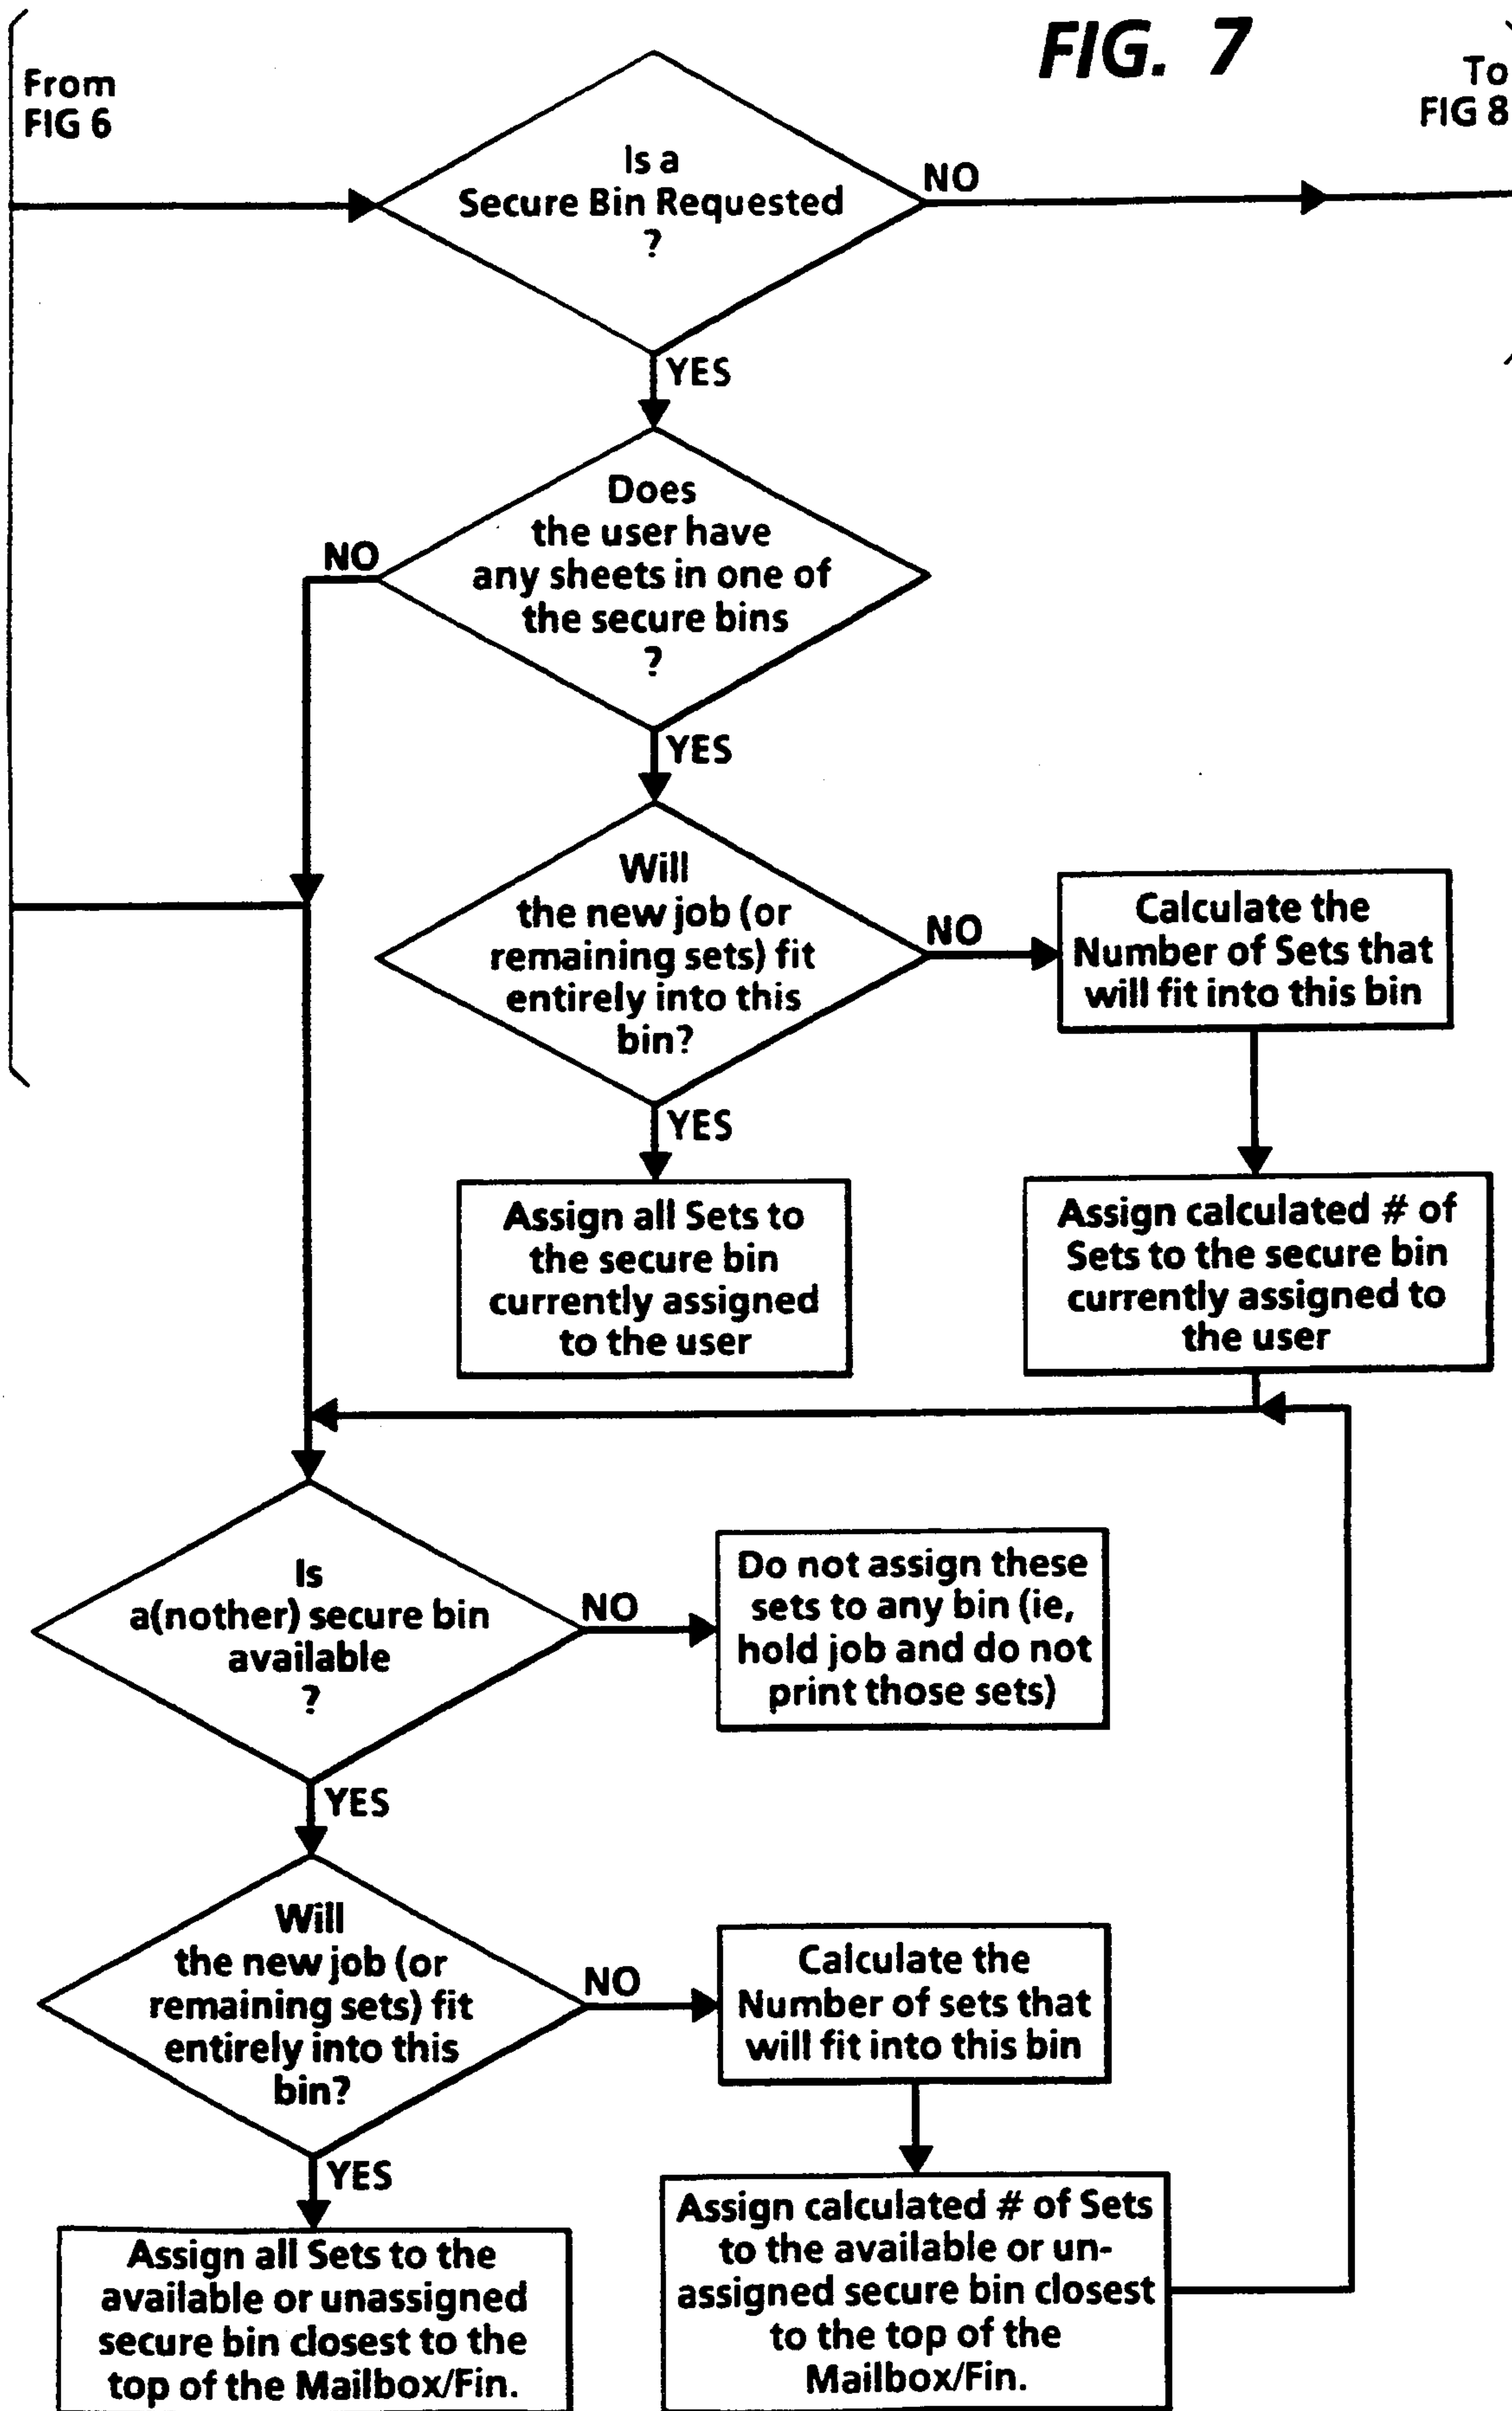 FIG. 7
From
FIG 6
To
FIG 8
Is a
Secure Bin Requested
?
NO
YES
Does
the user have
any sheets in one of
the secure bins
?
NO
YES
Will
the new job (or
remaining sets) fit
entirely into this
bin?
NO
Calculate the
Number of Sets that
will fit into this bin
YES
Assign all Sets to
the secure bin
currently assigned
to the user
Assign calculated # of
Sets to the secure bin
currently assigned to
the user
Is
a(nother) secure bin
available
?
NO
Do not assign these
sets to any bin (ie,
hold job and do not
print those sets)
YES
Will
the new job (or
remaining sets) fit
entirely into this
bin?
NO
Calculate the
Number of sets that
will fit into this bin
YES
Assign all Sets to the
available or unassigned
secure bin closest to the
top of the Mailbox/Fin.
Assign calculated # of Sets
to the available or un-
assigned secure bin closest
to the top of the
Mailbox/Fin.